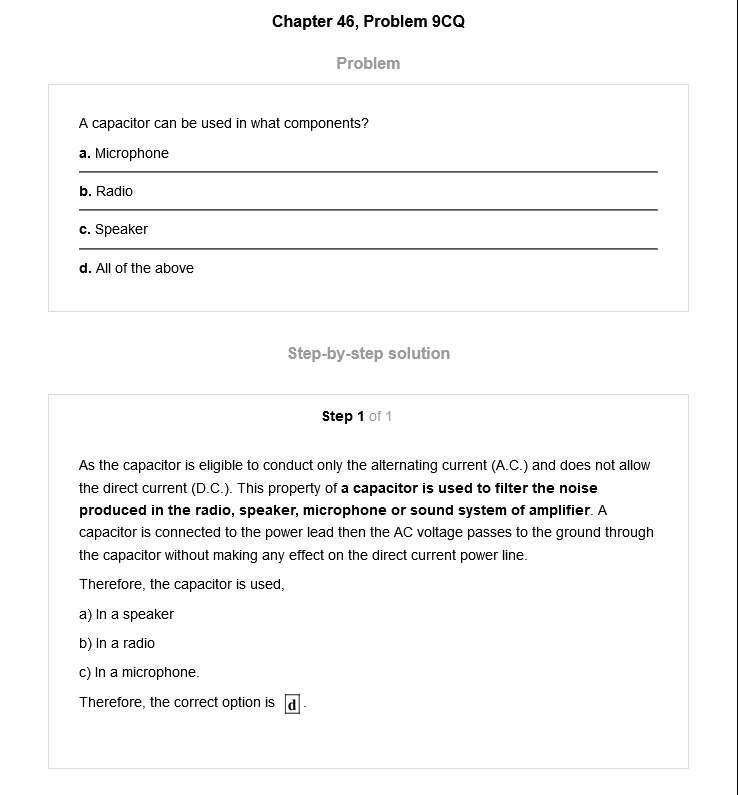 Chapter 46, Problem 9CQ
Problem
A capacitor can be used in what components?
a. Microphone
b. Radio
c. Speaker
d. All of the above
Step-by-step solution
Step 1 of 1
As the capacitor is eligible to conduct only the alternating current (A.C.) and does not allow
the direct current (D.C.). This property of a capacitor is used to filter the noise
produced in the radio, speaker, microphone or sound system of amplifier. A
capacitor is connected to the power lead then the AC voltage passes to the ground through
the capacitor without making any effect on the direct current power line.
Therefore, the capacitor is used,
a) In a speaker
b) In a radio
c) In a microphone.
Therefore, the correct option is d.